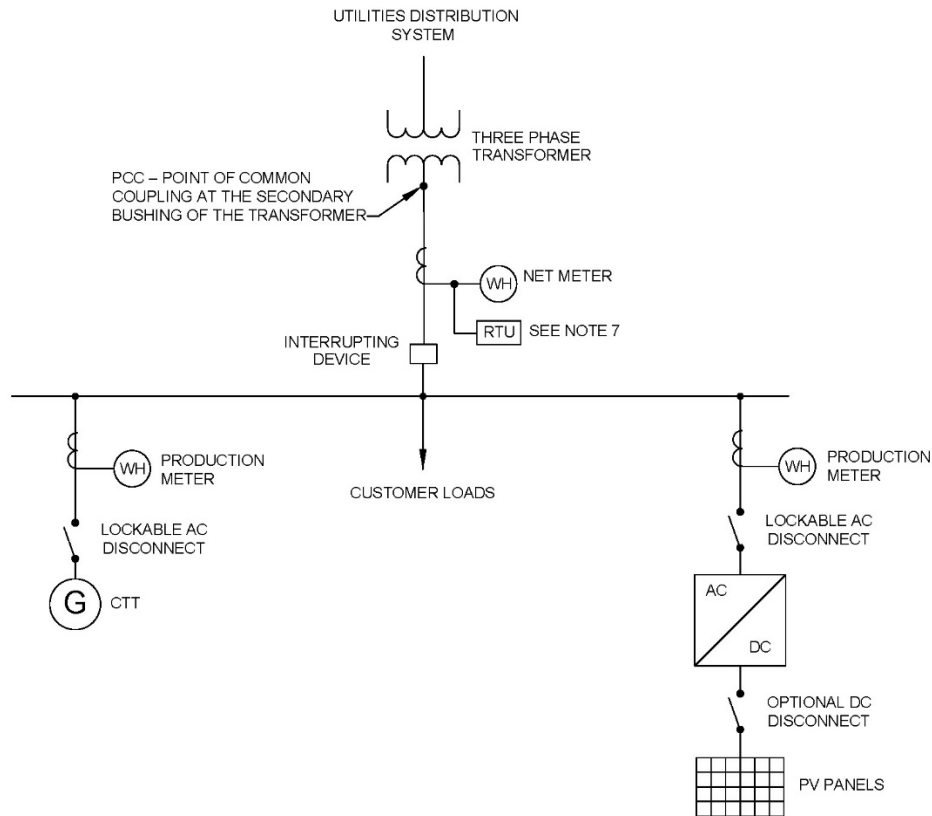 UTILITIES DISTRIBUTION
SYSTEM
THREE PHASE
TRANSFORMER
PCC – POINT OF COMMON
COUPLING AT THE SECONDARY
BUSHING OF THE TRANSFORMER
WH
NET METER
RTU
SEE NOTE 7
INTERRUPTING
DEVICE
WH
PRODUCTION
METER
CUSTOMER LOADS
WH
PRODUCTION
METER
LOCKABLE AC
DISCONNECT
LOCKABLE AC
DISCONNECT
G
CTT
AC
DC
OPTIONAL DC
DISCONNECT
PV PANELS